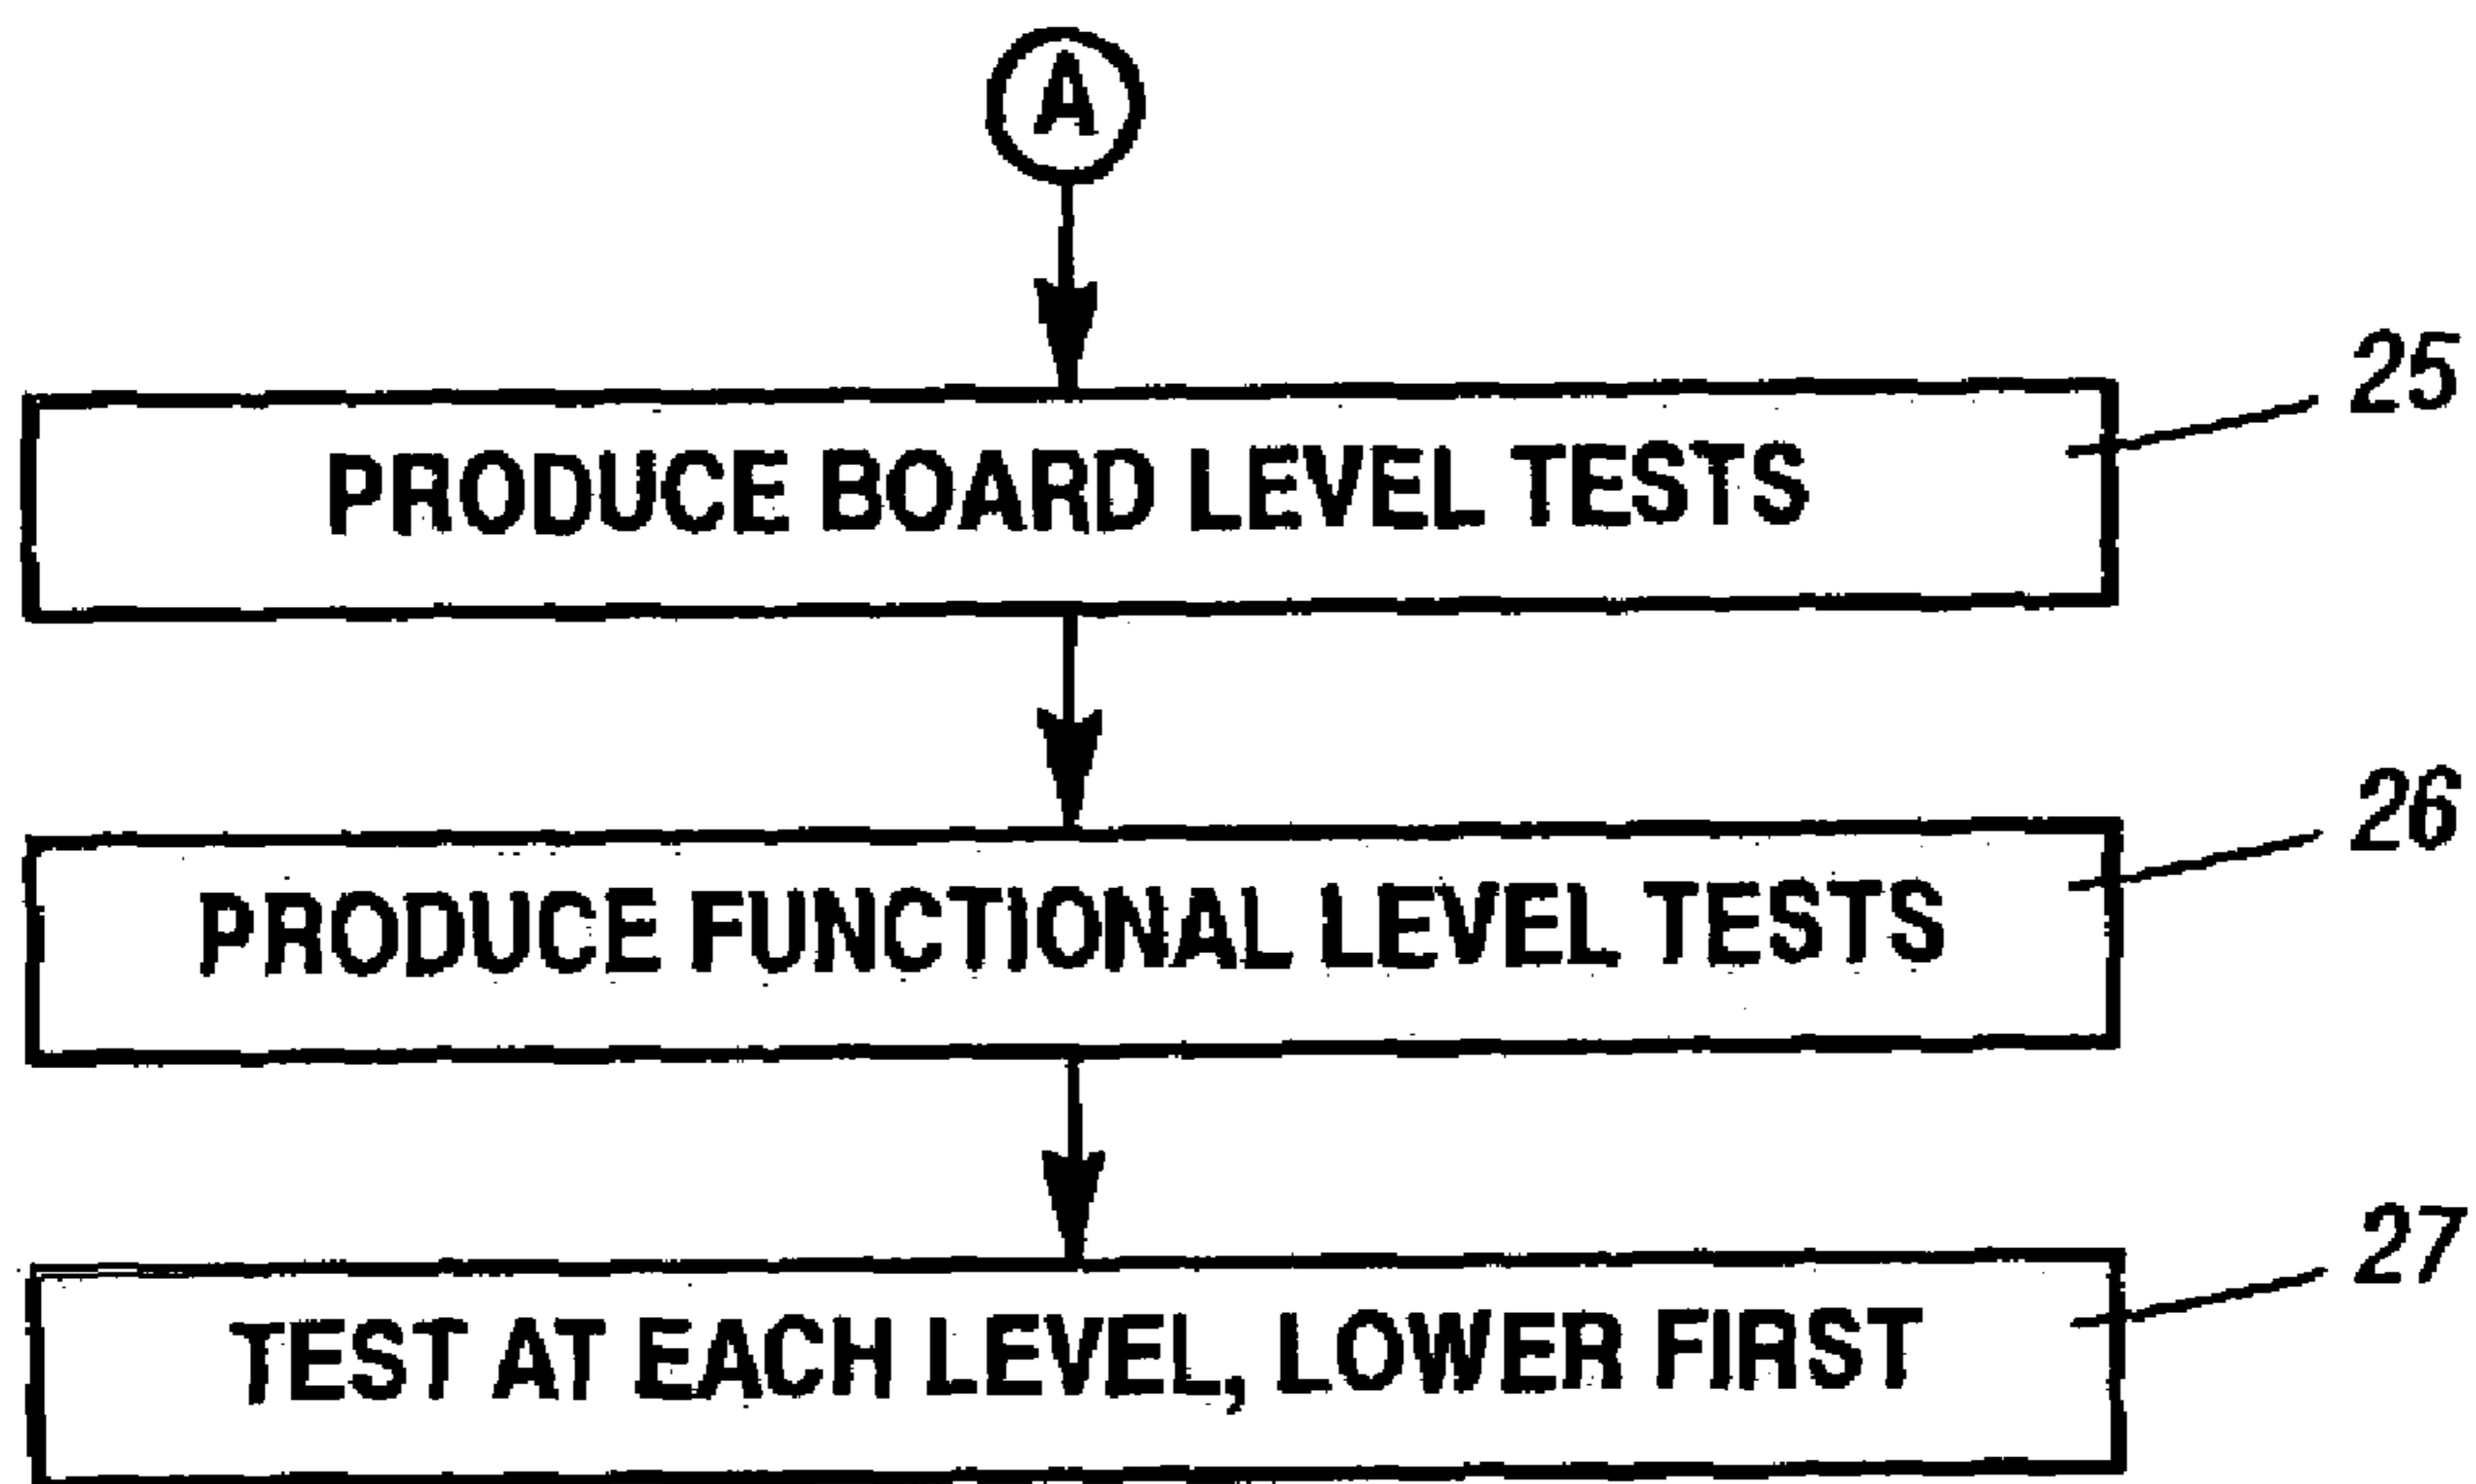 A
25
PRODUCE BOARD LEVEL TESTS
26
PRODUCE FUNCTIONAL LEVEL TESTS
27
TEST AT EACH LEVEL, LOWER FIRST